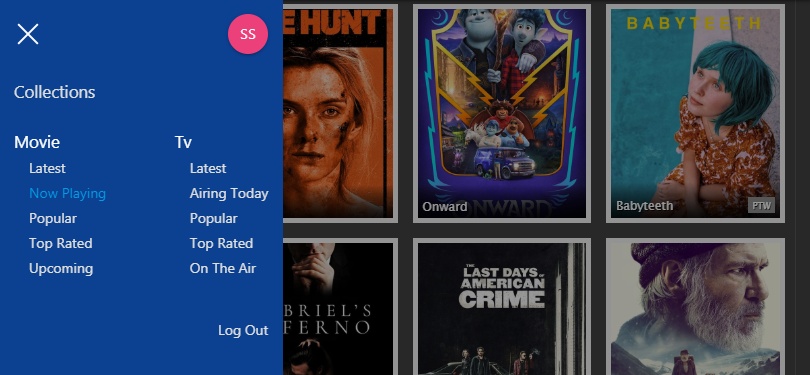 SS
Collections
Movie
Latest
Now Playing
Popular
Top Rated
Upcoming
Tv
Latest
Airing Today
Popular
Top Rated
On The Air
Log Out
E HUNT
ONWARD
Onward
BABYTEETH
Babyteeth
PTW
BRIEL'S
FERNO
THE
LAST DAYS OF
AMERICAN
CRIME